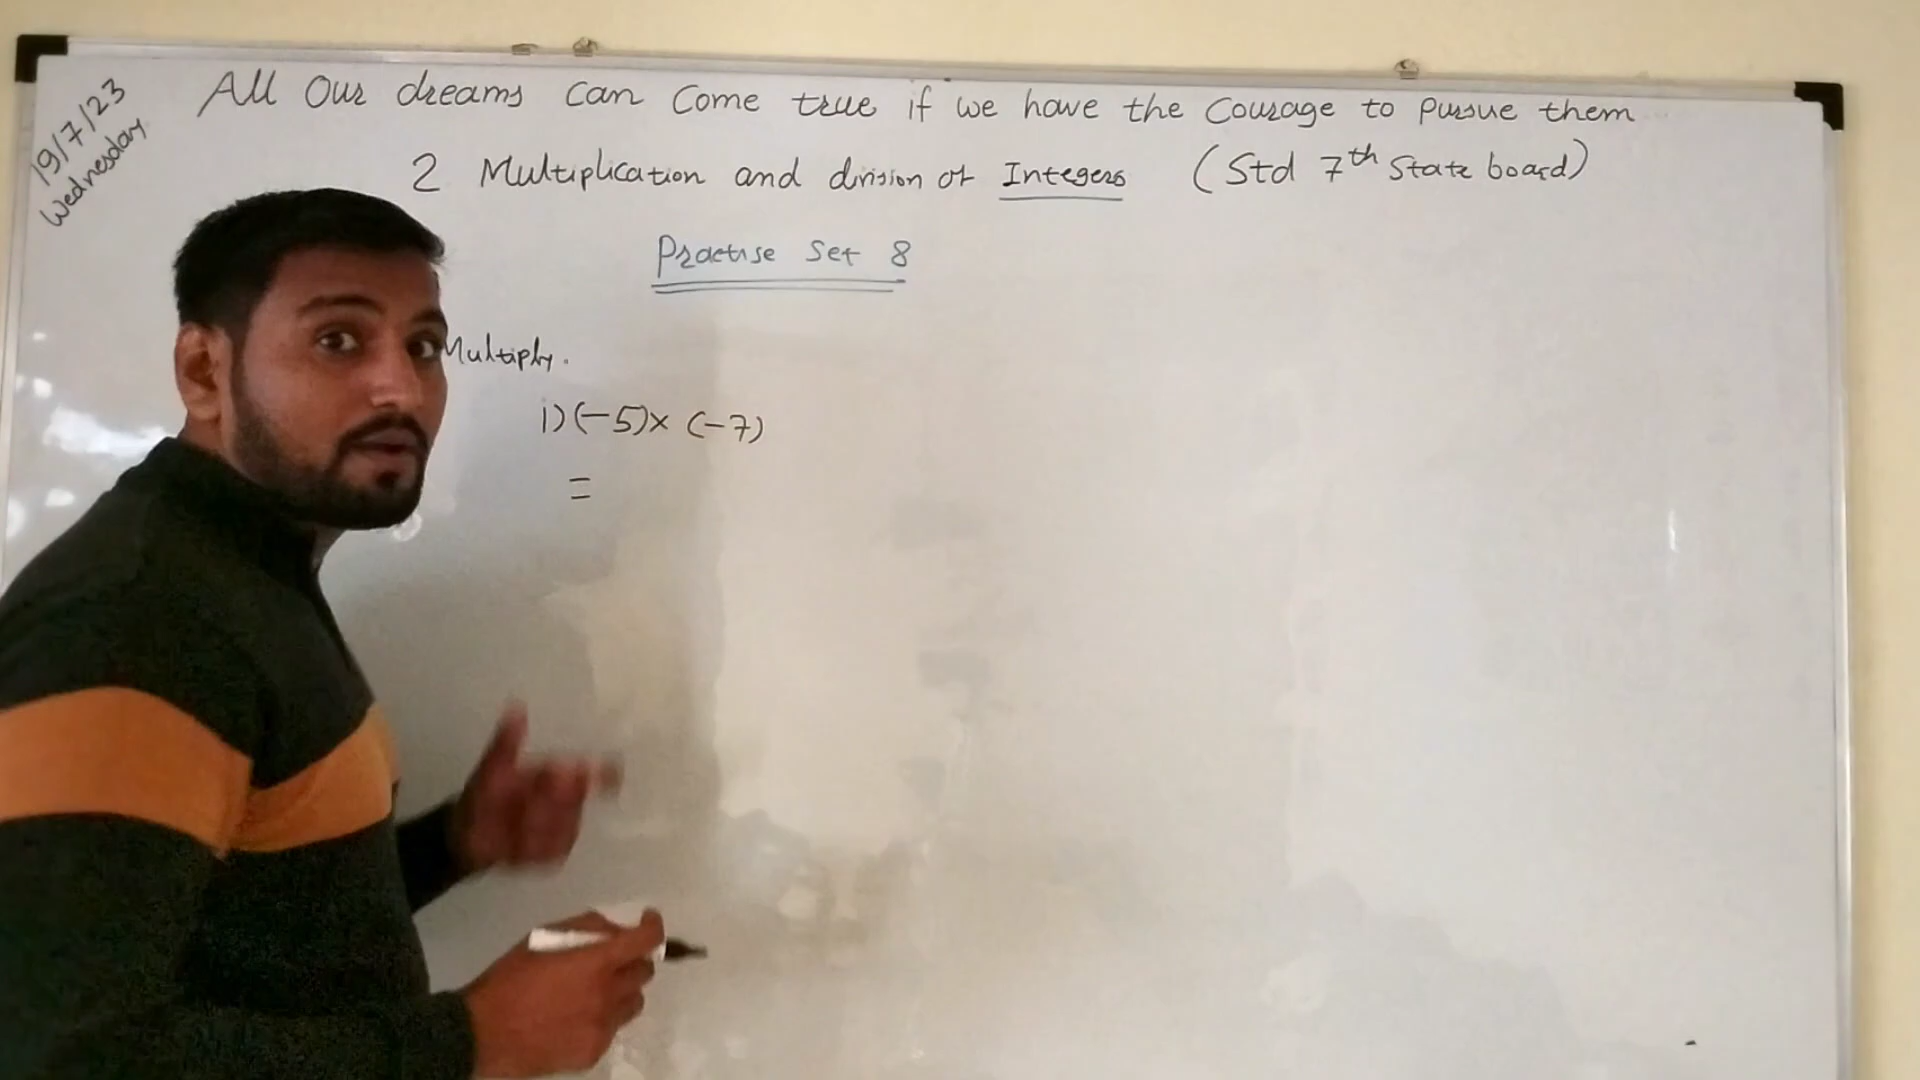 19/7/23
Wednesday
All Our dreams can Come true if we have the Courage to pursue them
2 Multiplication and division of Integers (Std 7th State board)
Practise Set 8
Multiply.
i) (-5) × (-7)
=